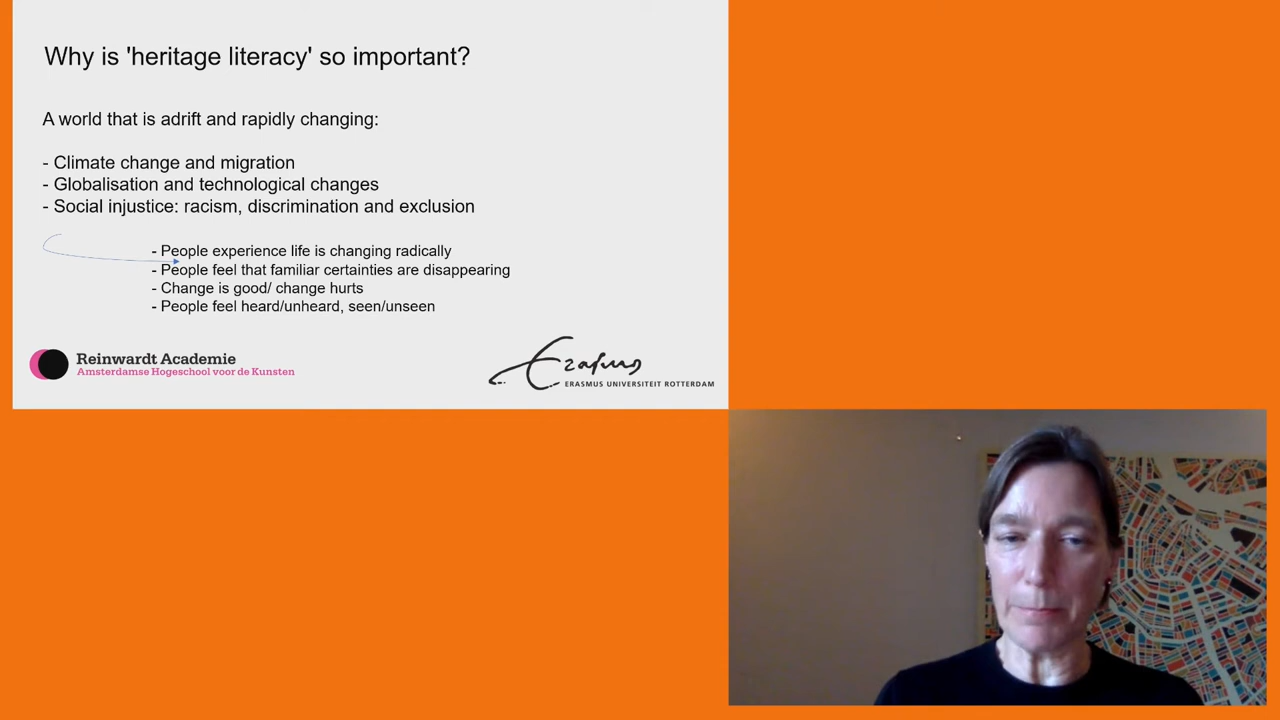 Why is 'heritage literacy' so important?
A world that is adrift and rapidly changing:
- Climate change and migration
- Globalisation and technological changes
- Social injustice: racism, discrimination and exclusion
- People experience life is changing radically
- People feel that familiar certainties are disappearing
- Change is good/ change hurts
- People feel heard/unheard, seen/unseen
Reinwardt Academie
Amsterdamse Hogeschool voor de Kunsten
Erasmus
ERASMUS UNIVERSITEIT ROTTERDAM